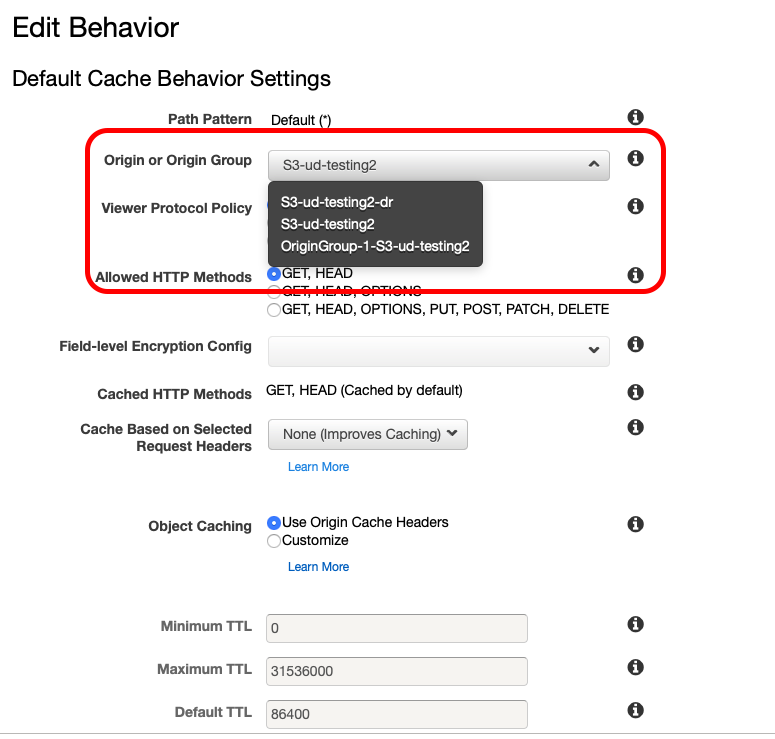 Edit Behavior
Default Cache Behavior Settings
Path Pattern Default (*)
Origin or Origin Group S3-ud-testing2
S3-ud-testing2-dr
Viewer Protocol Policy
S3-ud-testing2
OriginGroup-1-S3-ud-testing2
Allowed HTTP Methods GET, HEAD
GET, HEAD, OPTIONS
GET, HEAD, OPTIONS, PUT, POST, PATCH, DELETE
Field-level Encryption Config
Cached HTTP Methods GET, HEAD (Cached by default)
Cache Based on Selected
Request Headers
None (Improves Caching)
Learn More
Object Caching Use Origin Cache Headers
Customize
Learn More
Minimum TTL 0
Maximum TTL 31536000
Default TTL 86400